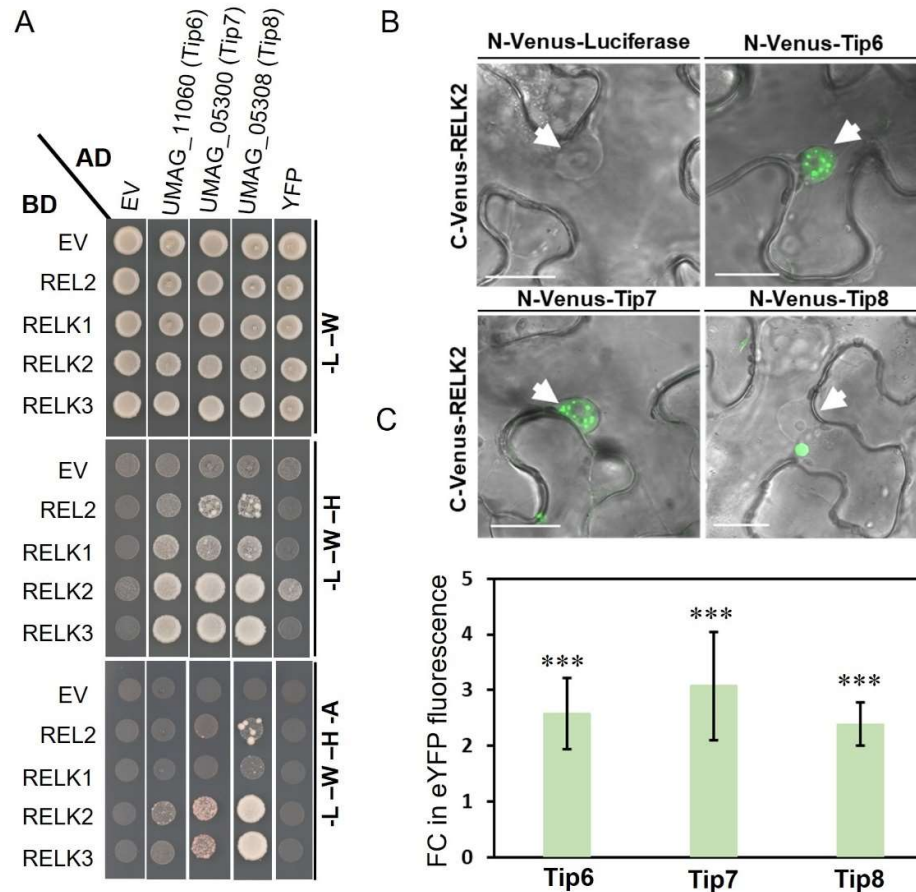 A
AD
BD
EV
UMAG_11060 (Tip6)
UMAG_05300 (Tip7)
UMAG_05308 (Tip8)
YFP
EV
REL2
RELK1
RELK2
RELK3
-L –W
EV
REL2
RELK1
RELK2
RELK3
-L –W –H
EV
REL2
RELK1
RELK2
RELK3
-L –W –H -A
B
N-Venus-Luciferase
N-Venus-Tip6
C-Venus-RELK2
N-Venus-Tip7
N-Venus-Tip8
C-Venus-RELK2
C
FC in eYFP fluorescence
5
4
3
2
1
0
***
***
***
Tip6
Tip7
Tip8